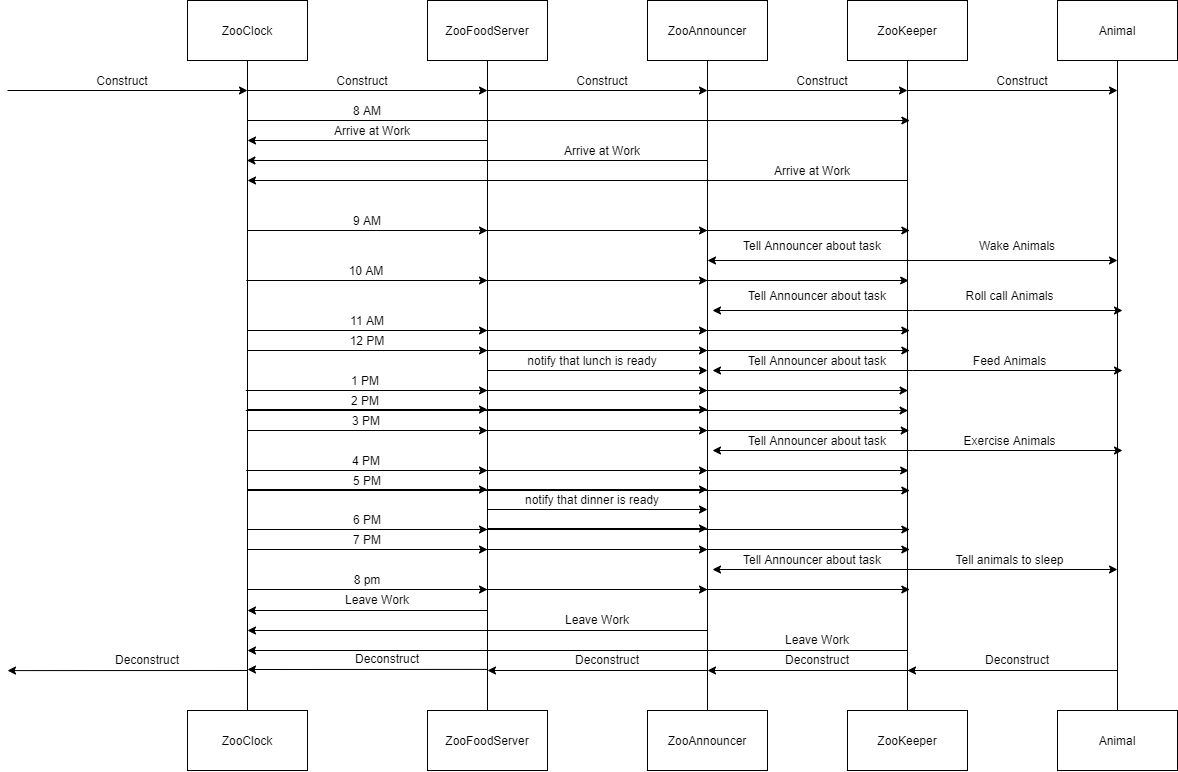 ZooClock
ZooFoodServer
ZooAnnouncer
ZooKeeper
Animal
Construct
Construct
Construct
Construct
Construct
8 AM
Arrive at Work
Arrive at Work
Arrive at Work
9 AM
Tell Announcer about task
Wake Animals
10 AM
Tell Announcer about task
Roll call Animals
11 AM
12 PM
notify that lunch is ready
Tell Announcer about task
Feed Animals
1 PM
2 PM
3 PM
Tell Announcer about task
Exercise Animals
4 PM
5 PM
notify that dinner is ready
6 PM
7 PM
Tell Announcer about task
Tell animals to sleep
8 pm
Leave Work
Leave Work
Leave Work
Deconstruct
Deconstruct
Deconstruct
Deconstruct
Deconstruct
ZooClock
ZooFoodServer
ZooAnnouncer
ZooKeeper
Animal